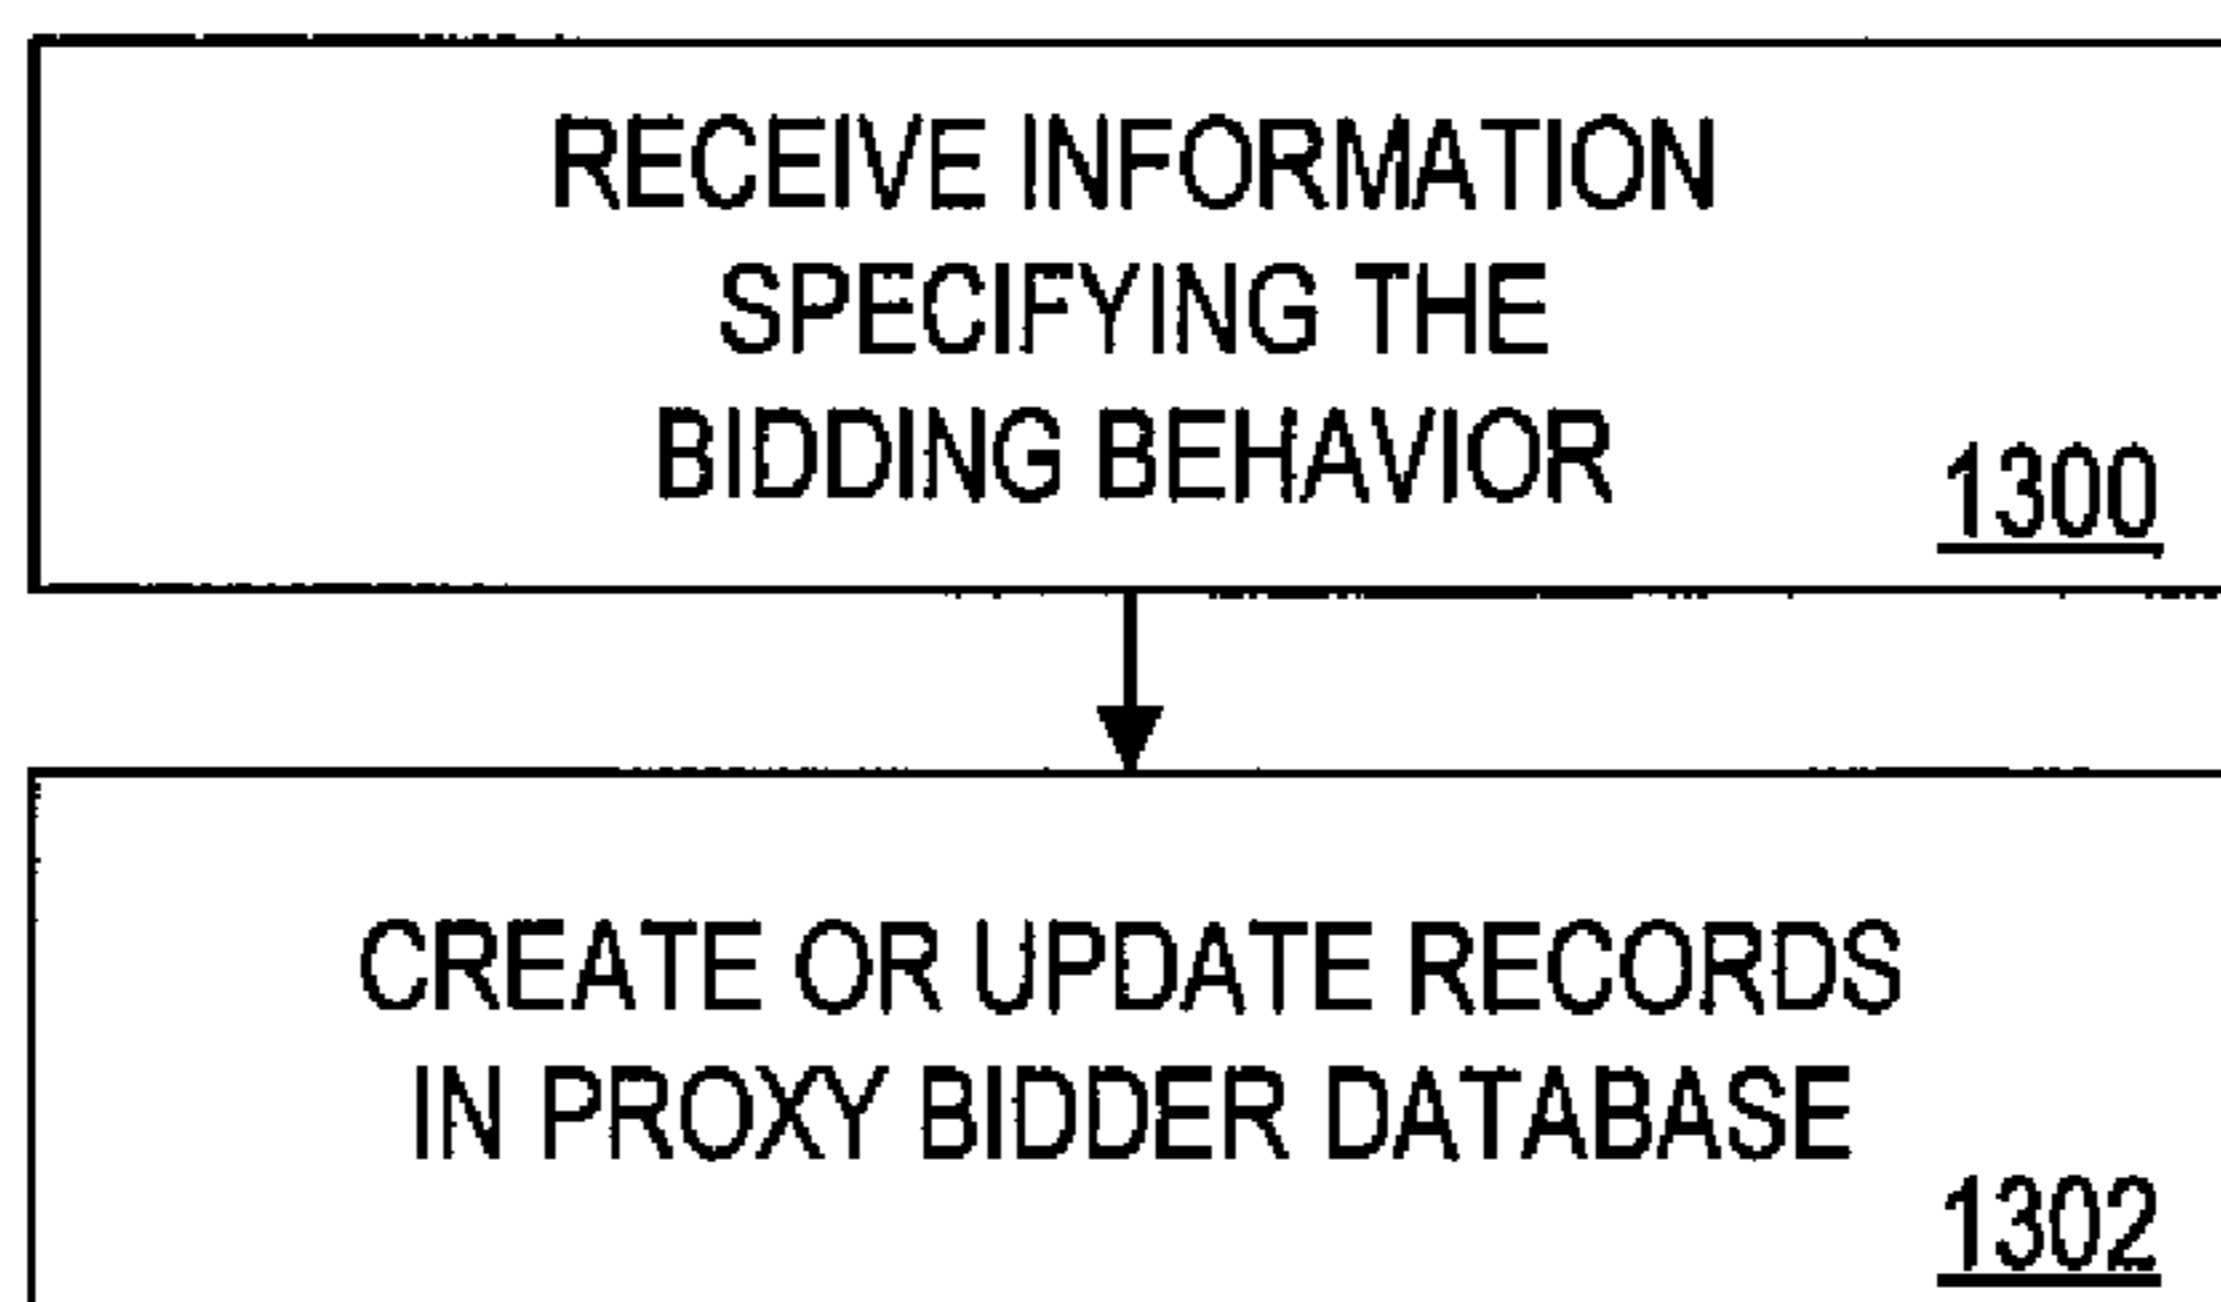 RECEIVE INFORMATION
SPECIFYING THE
BIDDING BEHAVIOR
1300
CREATE OR UPDATE RECORDS
IN PROXY BIDDER DATABASE
1302